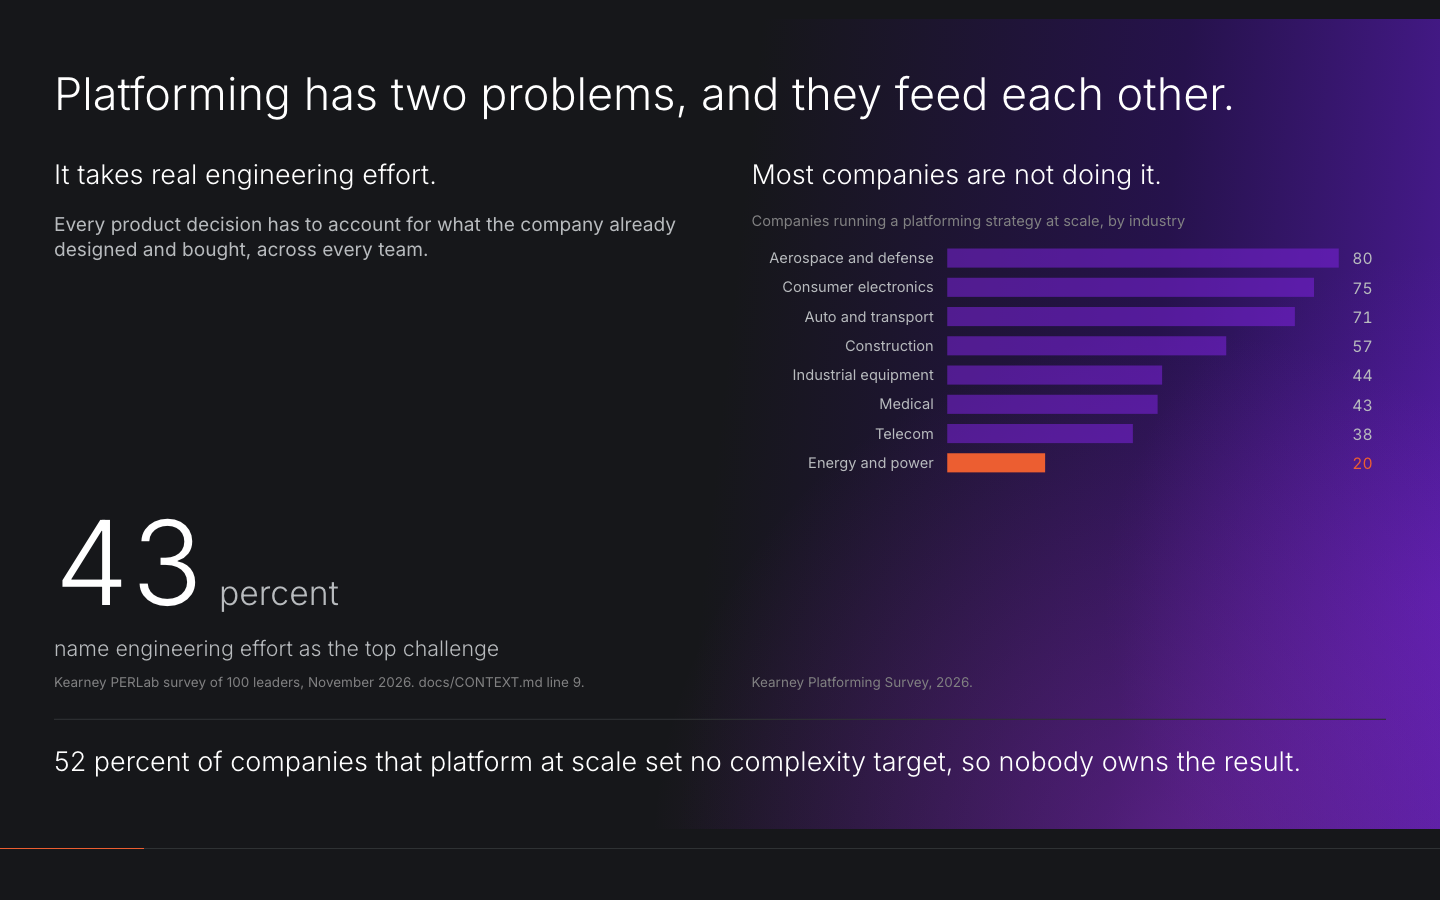 Platforming has two problems, and they feed each other.
It takes real engineering effort.
Every product decision has to account for what the company already
designed and bought, across every team.
43 percent
name engineering effort as the top challenge
Kearney PERLab survey of 100 leaders, November 2026. docs/CONTEXT.md line 9.
Most companies are not doing it.
Companies running a platforming strategy at scale, by industry
Aerospace and defense 80
Consumer electronics 75
Auto and transport 71
Construction 57
Industrial equipment 44
Medical 43
Telecom 38
Energy and power 20
Kearney Platforming Survey, 2026.
52 percent of companies that platform at scale set no complexity target, so nobody owns the result.